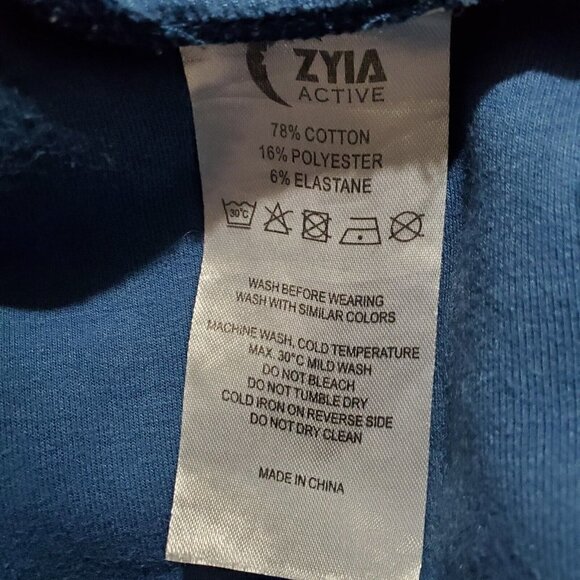 ZYIA
ACTIVE
78% COTTON
16% POLYESTER
6% ELASTANE
30°C
WASH BEFORE WEARING
WASH WITH SIMILAR COLORS
MACHINE WASH, COLD TEMPERATURE
MAX. 30°C MILD WASH
DO NOT BLEACH
DO NOT TUMBLE DRY
COLD IRON ON REVERSE SIDE
DO NOT DRY CLEAN
MADE IN CHINA